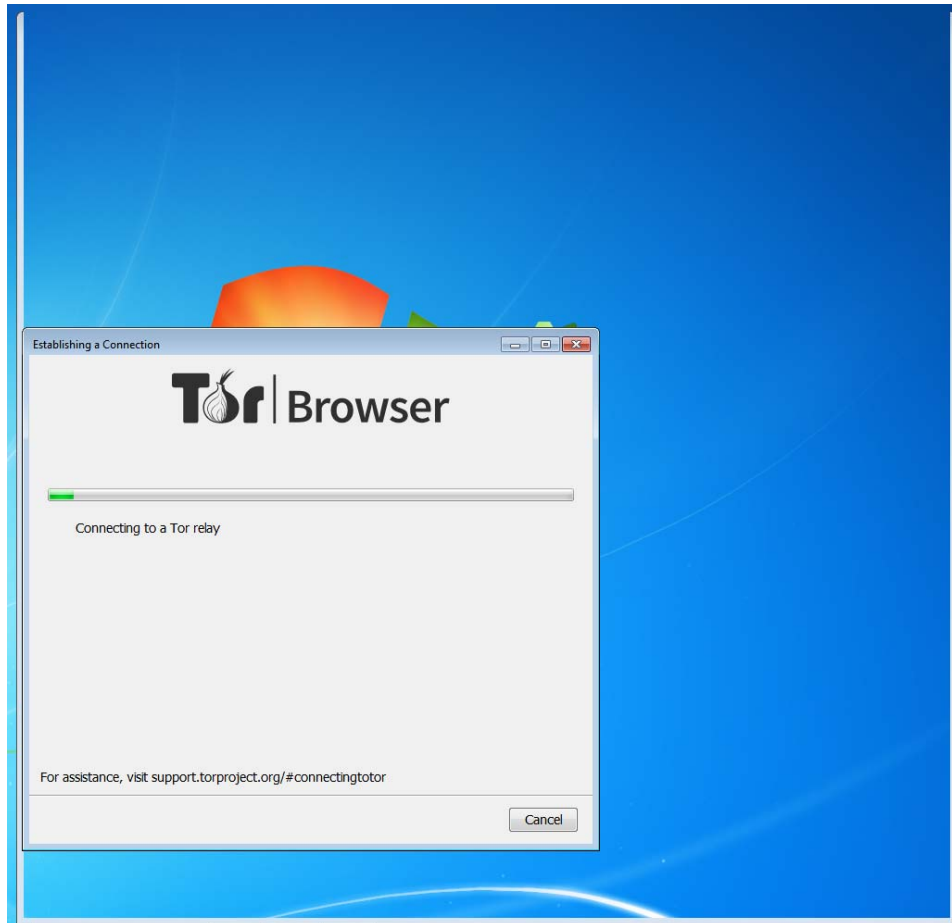 Establishing a Connection
Tor Browser
Connecting to a Tor relay
For assistance, visit support.torproject.org/#connectingtotor
Cancel